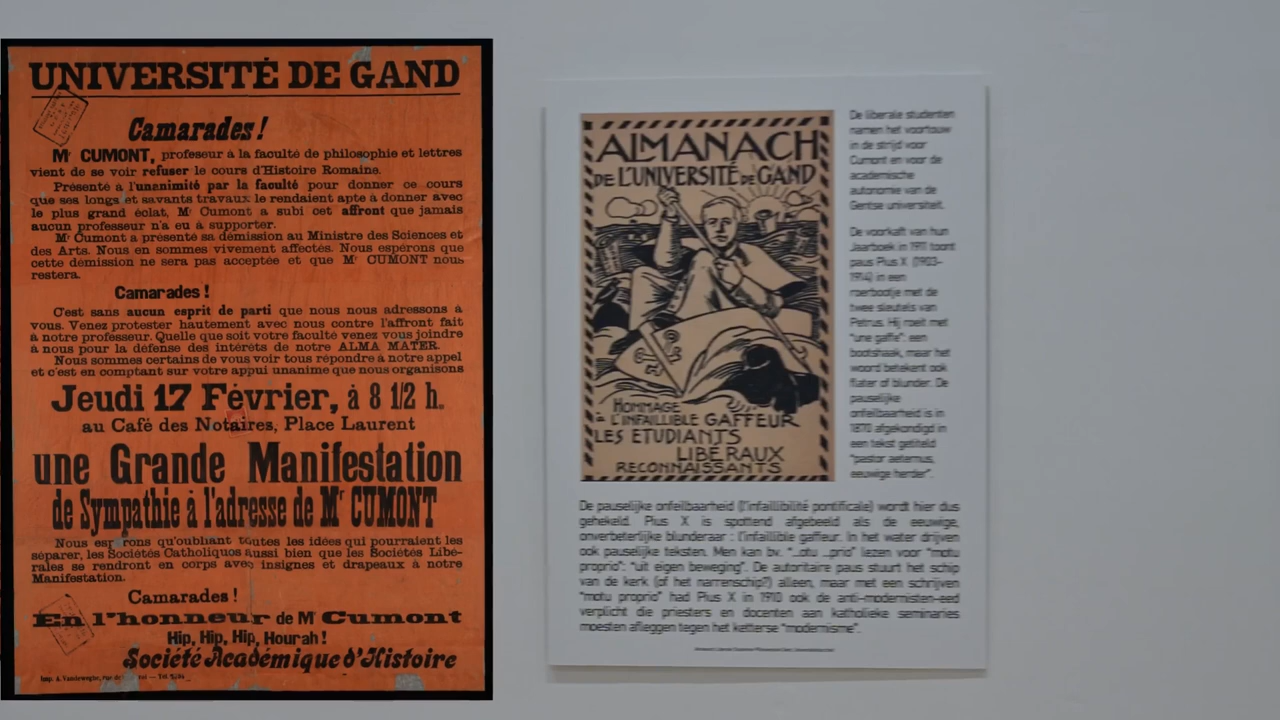 UNIVERSITÉ DE GAND
Camarades!
Mr CUMONT, profeseur à la faculté de philosophie et lettres
vient de se voir refuser le cours d'Histoire Romaine.
Présenté à l'unanimité par la faculté pour donner ce cours
que ses longs et savants travaux le rendaient apte à donner avec
le plus grand éclat, Mr Cumont a subi cet affront que jamais
aucun professeur n'a eu à supporter.
Mr Cumont a présenté sa démission au Ministre des Sciences et
des Arts. Nous en sommes vivement affectés. Nous espérons que
cette démission ne sera pas acceptée et que Mr CUMONT nous
restera.
Camarades!
C'est sans aucun esprit de parti que nous nous adressons à
vous. Venez protester hautement avec nous contre l'affront fait
à notre professeur. Quelle que soit votre faculté venez vous joindre
à nous pour la défense des intérêts de notre ALMA MATER.
Nous sommes certains de vous voir tous répondre à notre appel
et c'est en comptant sur votre appui unanime que nous organisons
Jeudi 17 Février, à 8 1/2 h.
au Café des Notaires, Place Laurent
une Grande Manifestation
de Sympathie à l'adresse de Mr CUMONT
Nous espérons qu'oubliant toutes les idées qui pourraient les
séparer, les Sociétés Catholiques aussi bien que les Sociétés Libé-
rales se rendront en corps avec insignes et drapeaux à notre
Manifestation.
Camarades!
En l'honneur de Mr Cumont
Hip, Hip, Hip, Hourah!
Société Académique d'Histoire
Imp. A. Vandeweghe, rue
ALMANACH
DE L'UNIVERSITÉ DE GAND
HOMMAGE
à L'INFAILLIBLE GAFFEUR
LES ETUDIANTS
LIBERAUX
RECONNAISSANTS
De liberale studenten
namen het voortouw
in de strijd voor
Cumont en voor de
academische
autonomie van de
Gentse universiteit.
De voorkaft van hun
Jaarboek in 1911 toont
paus Pius X (1903-
1914) in een
roeibootje met de
twee sleutels van
Petrus. Hij roeit met
"une gaffe": een
bootshaak, maar het
woord betekent ook
flater of blunder. De
pauselijke
onfeilbaarheid is in
1870 afgekondigd in
een tekst getiteld
"pastor aeternus,
eeuwige herder".
De pauselijke onfeilbaarheid (l'infaillibilité pontificale) wordt hier dus
gehekeld. Pius X is spottend afgebeeld als de eeuwige,
onverbeterlijke blunderaar : l'infaillible gaffeur. In het water drijven
ook pauselijke teksten. Men kan bv. "...otu ...prio" lezen voor "motu
proprio": "uit eigen beweging". De autoritaire paus stuurt het schip
van de kerk (of het narrenschip?) alleen, maar met een schrijven
"motu proprio" had Pius X in 1910 ook de anti-modernisten-eed
verplicht die priesters en docenten aan katholieke seminaries
moesten afleggen tegen het ketterse "modernisme".